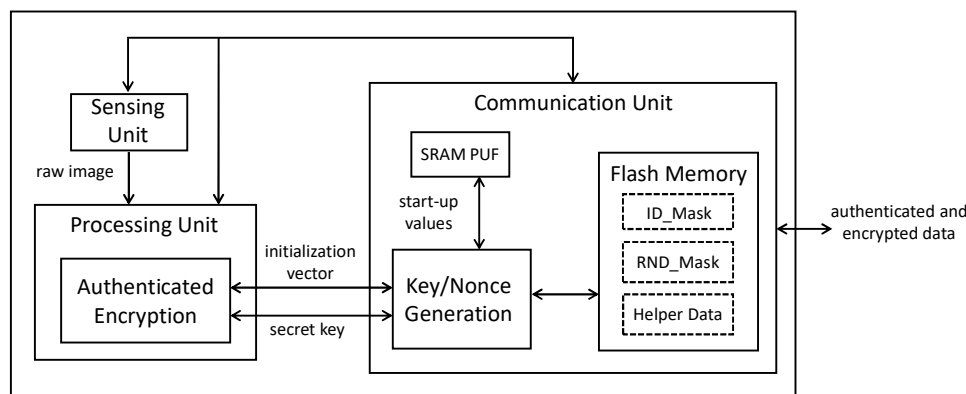 Sensing
Unit
raw image
Processing Unit
Authenticated
Encryption
initialization
vector
secret key
Communication Unit
SRAM PUF
start-up
values
Key/Nonce
Generation
Flash Memory
ID_Mask
RND_Mask
Helper Data
authenticated and
encrypted data